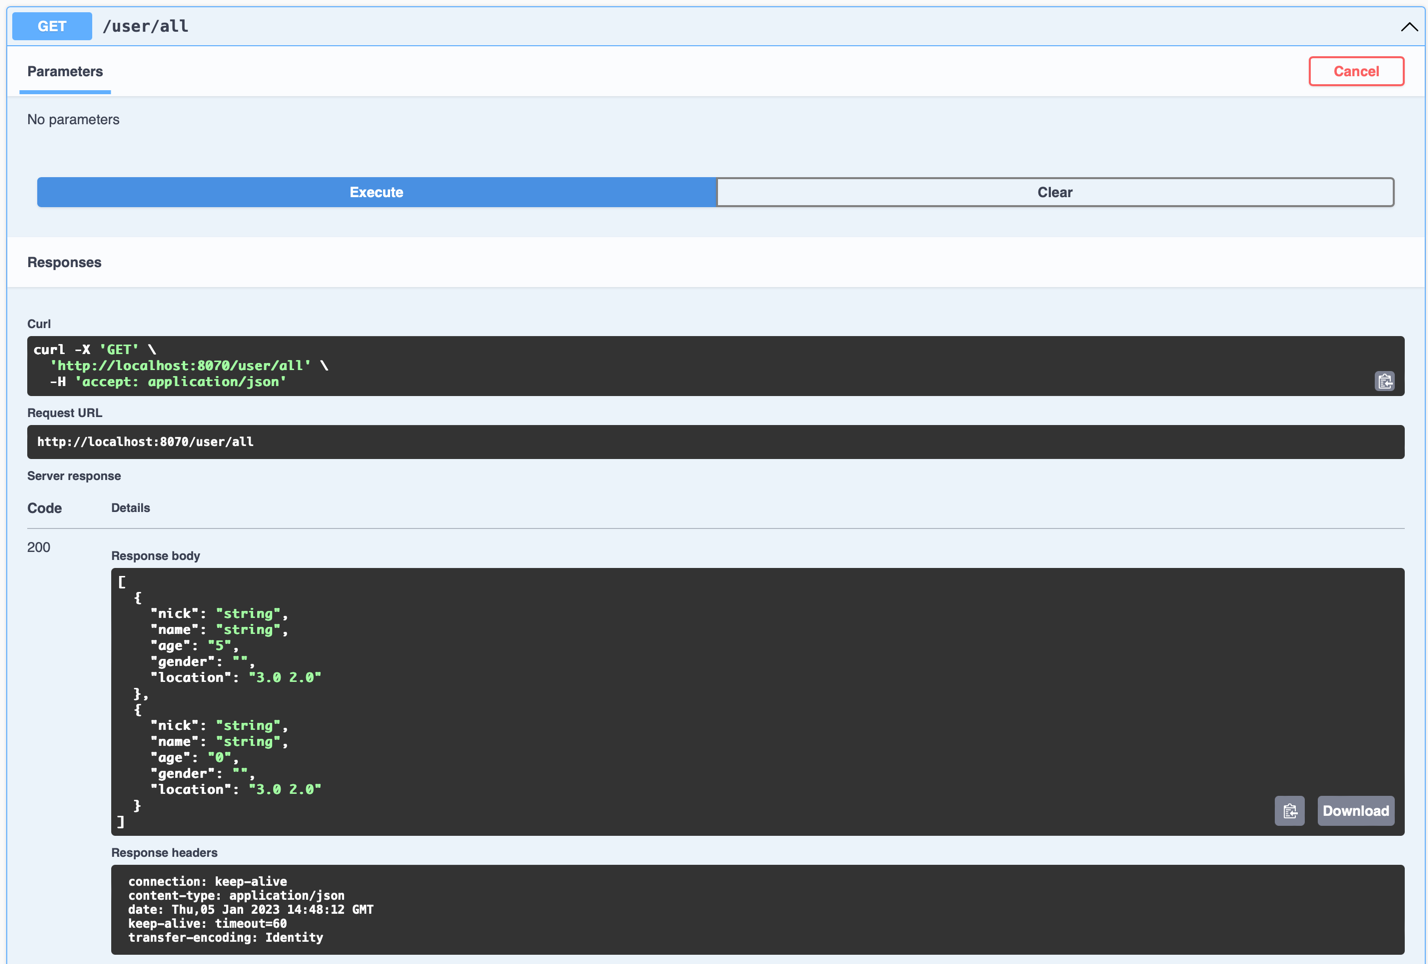 GET /user/all
Parameters
Cancel
No parameters
Execute
Clear
Responses
Curl
curl -X 'GET' \
  'http://localhost:8070/user/all' \
  -H 'accept: application/json'
Request URL
http://localhost:8070/user/all
Server response
Code Details
200
Response body
[
  {
    "nick": "string",
    "name": "string",
    "age": "5",
    "gender": "",
    "location": "3.0 2.0"
  },
  {
    "nick": "string",
    "name": "string",
    "age": "0",
    "gender": "",
    "location": "3.0 2.0"
  }
]
Download
Response headers
connection: keep-alive
content-type: application/json
date: Thu,05 Jan 2023 14:48:12 GMT
keep-alive: timeout=60
transfer-encoding: Identity